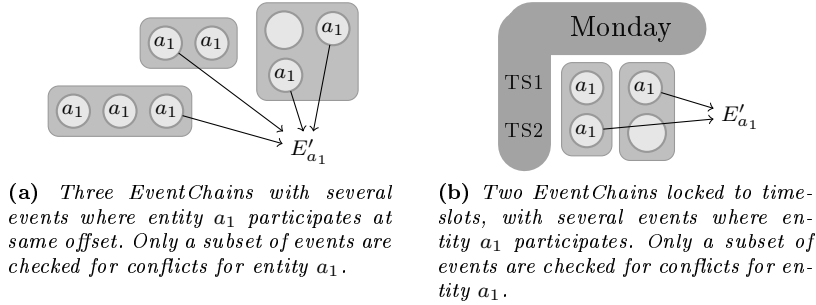 a1 a1 a1
a1
a1 a1 a1
E′a1
Monday
TS1 a1 a1
TS2 a1
E′a1
(a) Three EventChains with several
events where entity a1 participates at
same offset. Only a subset of events are
checked for conflicts for entity a1.
(b) Two EventChains locked to time-
slots, with several events where en-
tity a1 participates. Only a subset of
events are checked for conflicts for en-
tity a1.